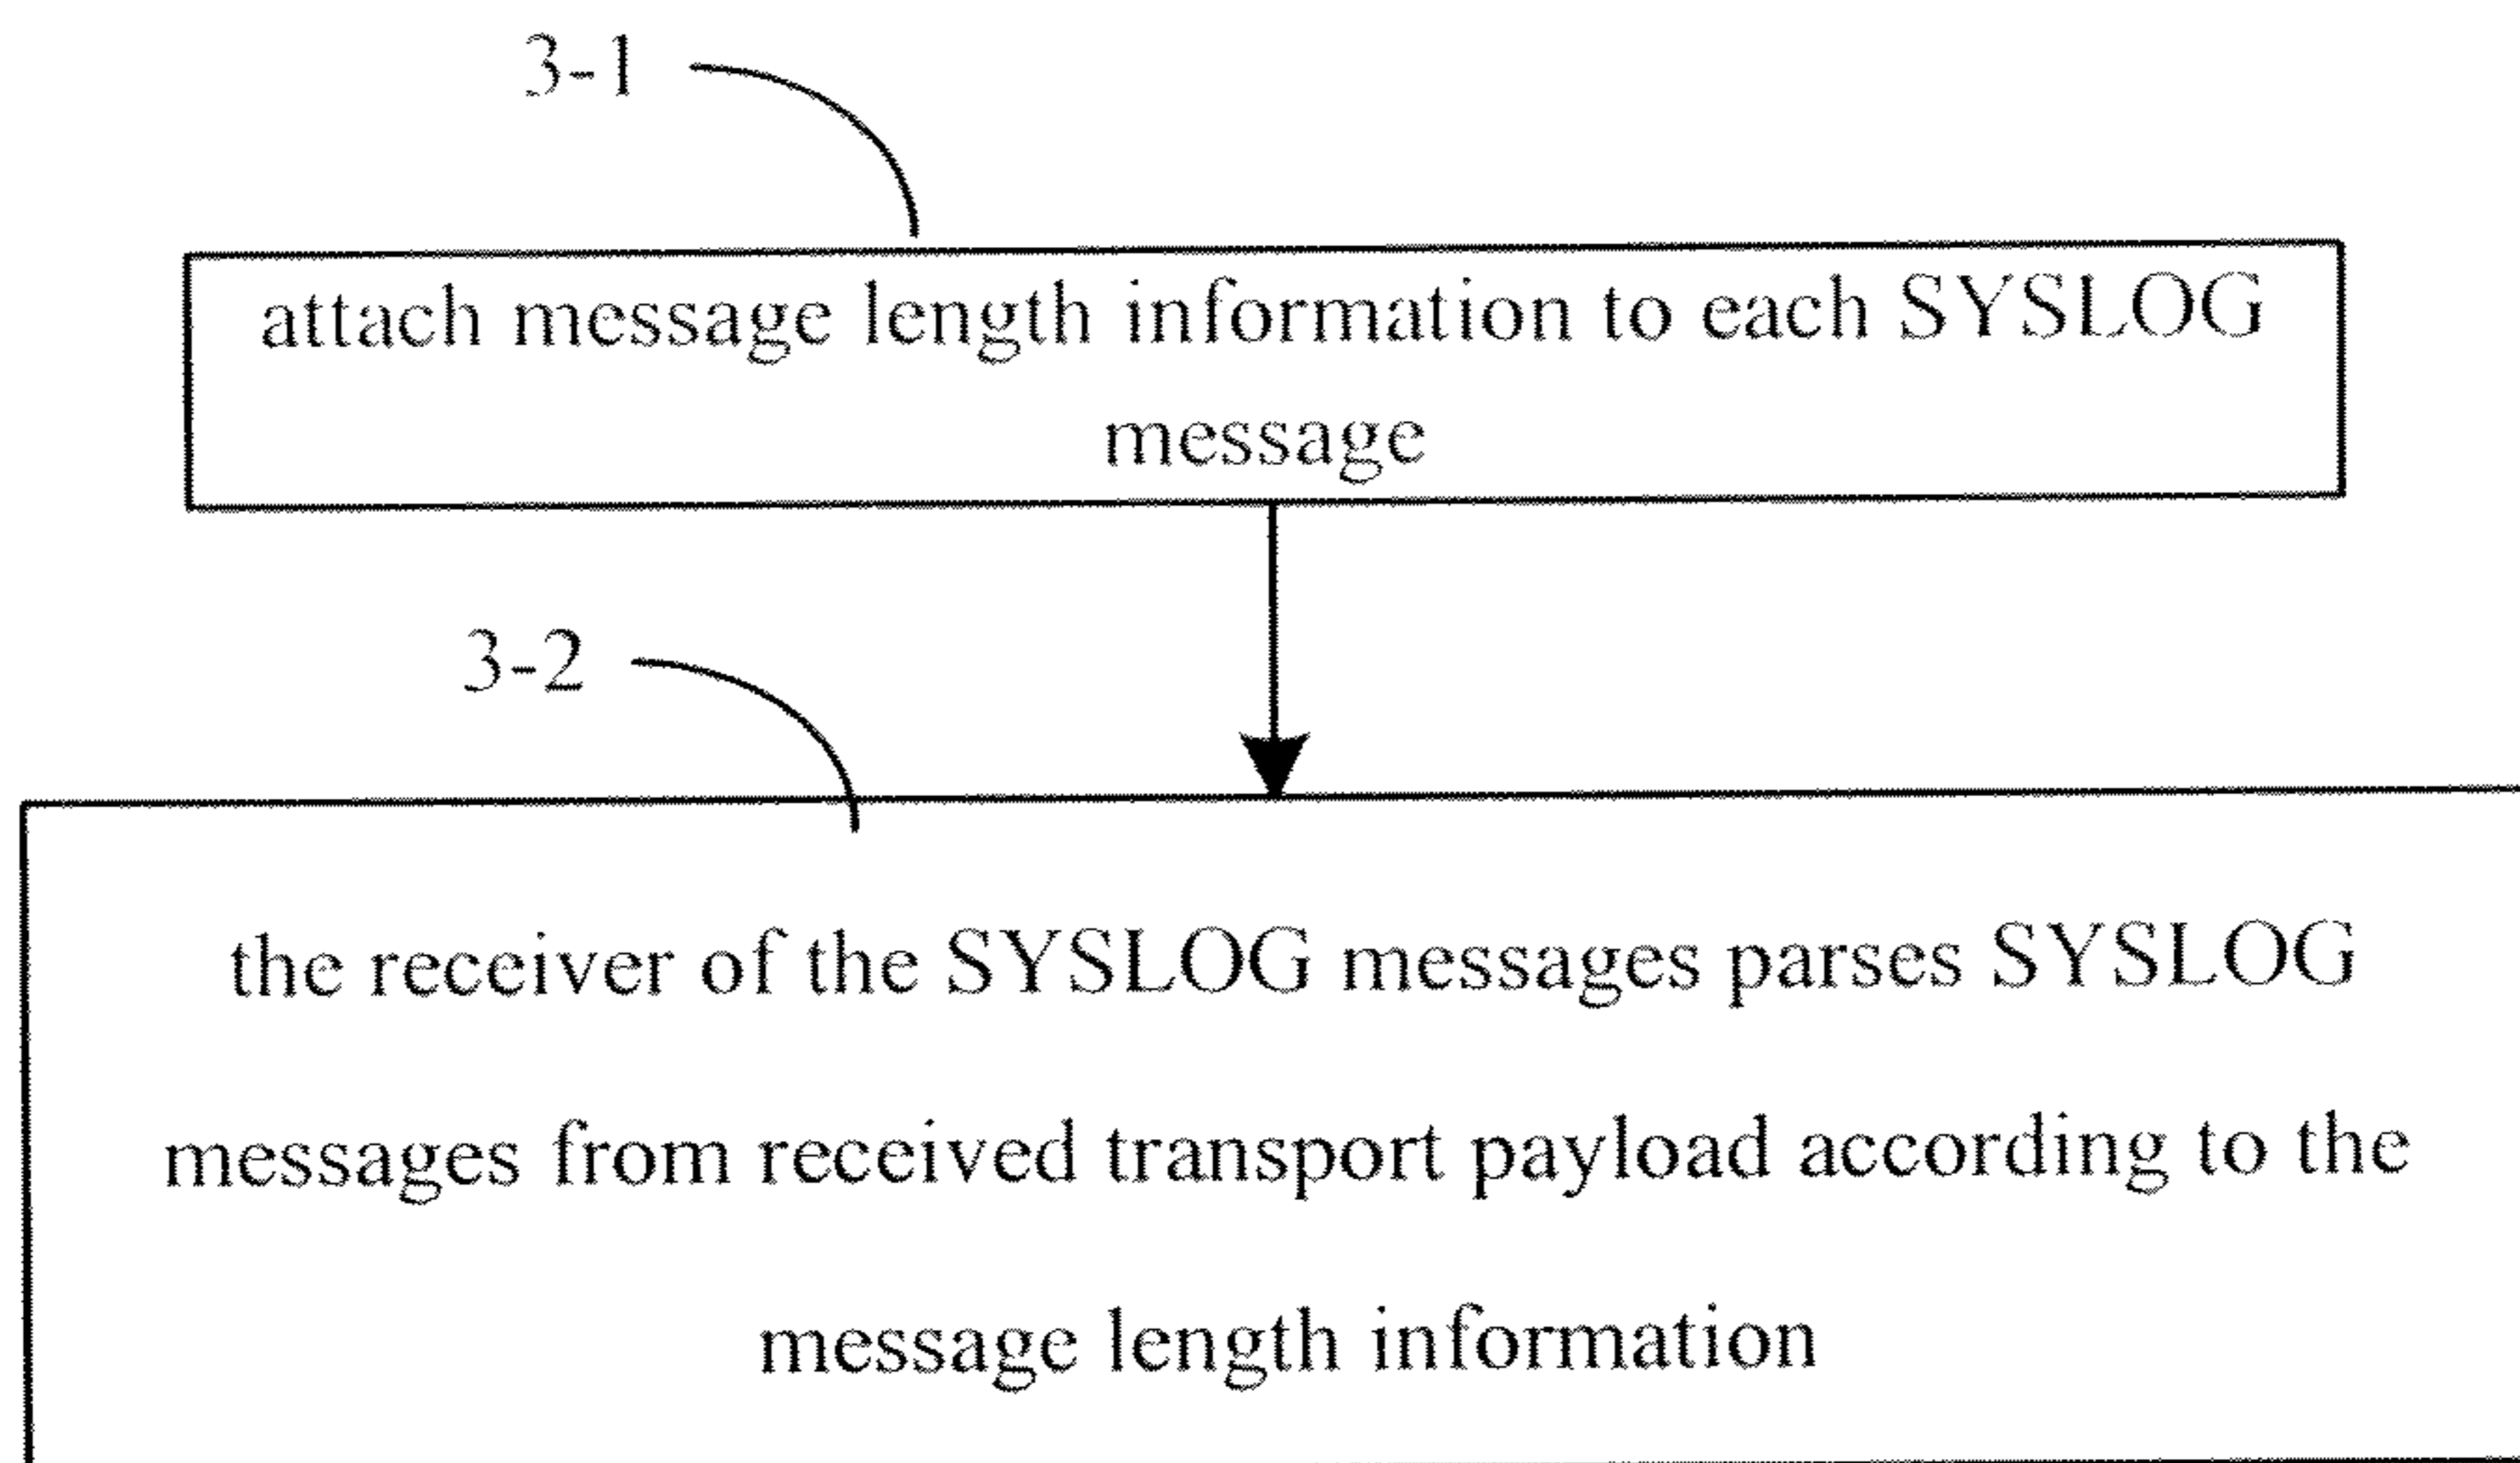 3-1
attach message length information to each SYSLOG
message
3-2
the receiver of the SYSLOG messages parses SYSLOG
messages from received transport payload according to the
message length information